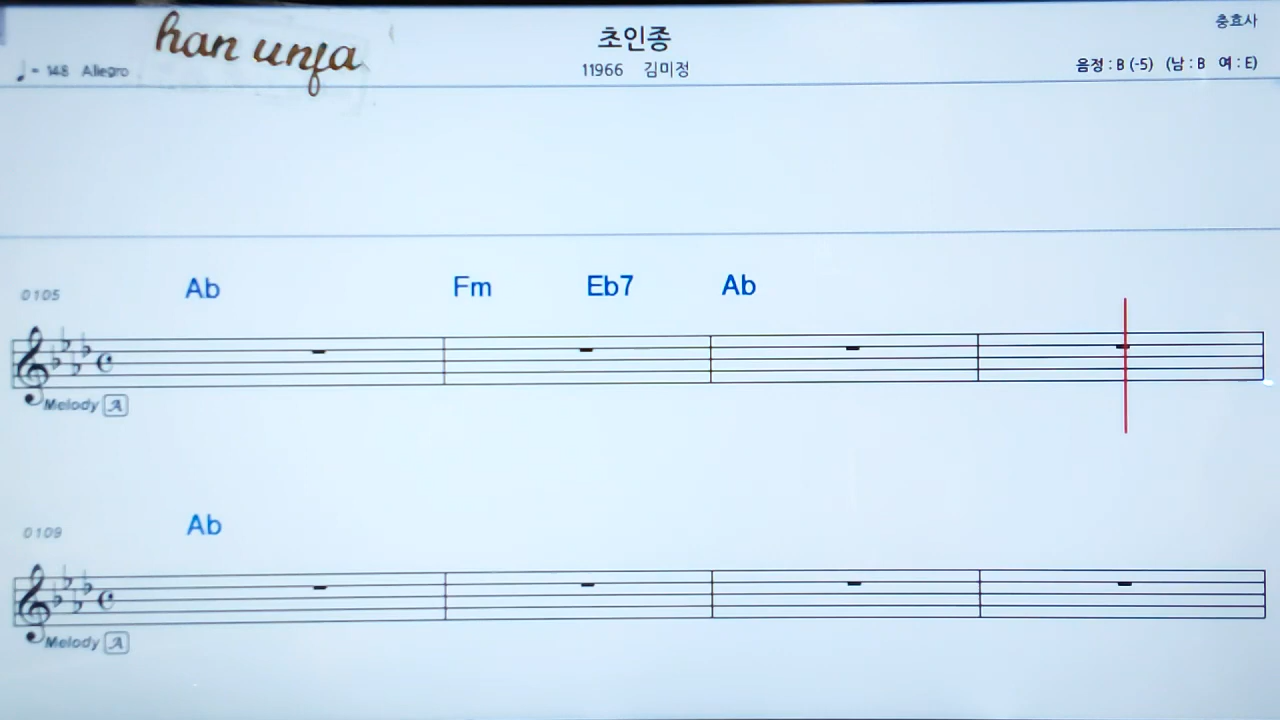 han unja
초인종
충효사
♩= 148 Allegro
11966 김미정
음정 : B (-5) (남 : B 여 : E)
0105 Ab Fm Eb7 Ab
Melody A
0109 Ab
Melody A